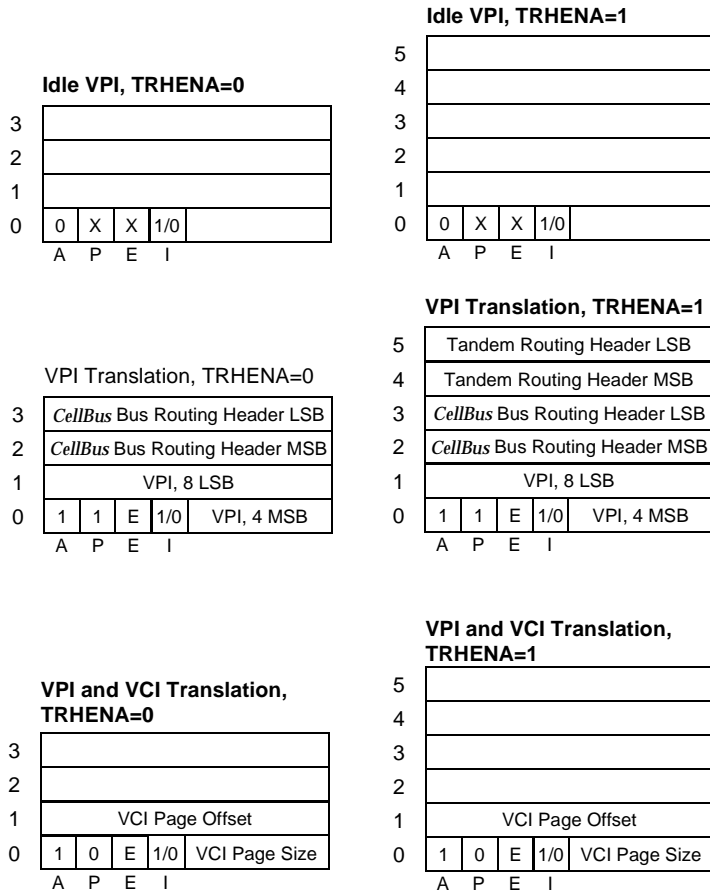 Idle VPI, TRHENA=0
3
2
1
0 0 X X 1/0
A P E I
Idle VPI, TRHENA=1
5
4
3
2
1
0 0 X X 1/0
A P E I
VPI Translation, TRHENA=0
3 CellBus Bus Routing Header LSB
2 CellBus Bus Routing Header MSB
1 VPI, 8 LSB
0 1 1 E 1/0 VPI, 4 MSB
A P E I
VPI Translation, TRHENA=1
5 Tandem Routing Header LSB
4 Tandem Routing Header MSB
3 CellBus Bus Routing Header LSB
2 CellBus Bus Routing Header MSB
1 VPI, 8 LSB
0 1 1 E 1/0 VPI, 4 MSB
A P E I
VPI and VCI Translation,
TRHENA=0
3
2
1 VCI Page Offset
0 1 0 E 1/0 VCI Page Size
A P E I
VPI and VCI Translation,
TRHENA=1
5
4
3
2
1 VCI Page Offset
0 1 0 E 1/0 VCI Page Size
A P E I